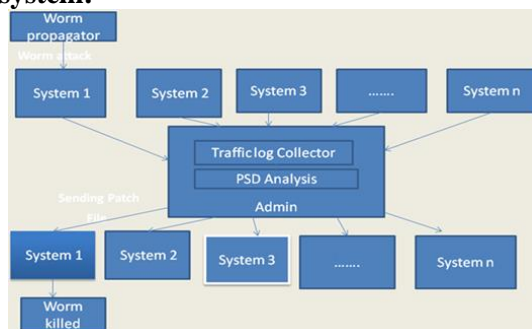 system.
Worm
propagator
Worm attack
System 1
System 2
System 3
.......
System n
Traffic log Collector
PSD Analysis
Admin
Sending Patch
File
System 1
System 2
System 3
.......
System n
Worm
killed